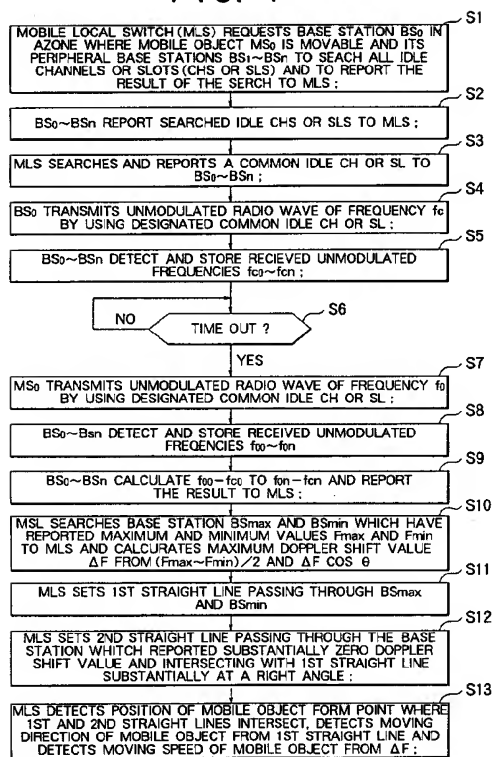 S1
MOBILE LOCAL SWITCH (MLS) REQUESTS BASE STATION BS0 IN
AZONE WHERE MOBILE OBJECT MS0 IS MOVABLE AND ITS
PERIPHERAL BASE STATIONS BS1~BSn TO SEACH ALL IDLE
CHANNELS OR SLOTS (CHS OR SLS) AND TO REPORT THE
RESULT OF THE SERCH TO MLS ;
S2
BS0~BSn REPORT SEARCHED IDLE CHS OR SLS TO MLS ;
S3
MLS SEARCHES AND REPORTS A COMMON IDLE CH OR SL TO
BS0~BSn ;
S4
BS0 TRANSMITS UNMODULATED RADIO WAVE OF FREQUENCY fc
BY USING DESIGNATED COMMON IDLE CH OR SL ;
S5
BS0~BSn DETECT AND STORE RECIEVED UNMODULATED
FREQUENCIES fc0~fcn ;
S6
NO
TIME OUT ?
YES
S7
MS0 TRANSMITS UNMODULATED RADIO WAVE OF FREQUENCY f0
BY USING DESIGNATED COMMON IDLE CH OR SL ;
S8
BS0~Bsn DETECT AND STORE RECEIVED UNMODULATED
FREQENCIES f00~f0n
S9
BS0~BSn CALCULATE f00-fc0 TO f0n-fcn AND REPORT
THE RESULT TO MLS ;
S10
MSL SEARCHES BASE STATION BSmax AND BSmin WHICH HAVE
REPORTED MAXIMUM AND MINIMUM VALUES Fmax AND Fmin
TO MLS AND CALCURATES MAXIMUM DOPPLER SHIFT VALUE
ΔF FROM (Fmax~Fmin)/2 AND ΔF COS θ
S11
MLS SETS 1ST STRAIGHT LINE PASSING THROUGH BSmax
AND BSmin
S12
MLS SETS 2ND STRAIGHT LINE PASSING THROUGH THE BASE
STATION WHITCH REPORTED SUBSTANTIALLY ZERO DOPPLER
SHIFT VALUE AND INTERSECTING WITH 1ST STRAIGHT LINE
SUBSTANTIALLY AT A RIGHT ANGLE ;
S13
MLS DETECTS POSITION OF MOBILE OBJECT FORM POINT WHERE
1ST AND 2ND STRAIGHT LINES INTERSECT, DETECTS MOVING
DIRECTION OF MOBILE OBJECT FROM 1ST STRAIGHT LINE AND
DETECTS MOVING SPEED OF MOBILE OBJECT FROM ΔF ;